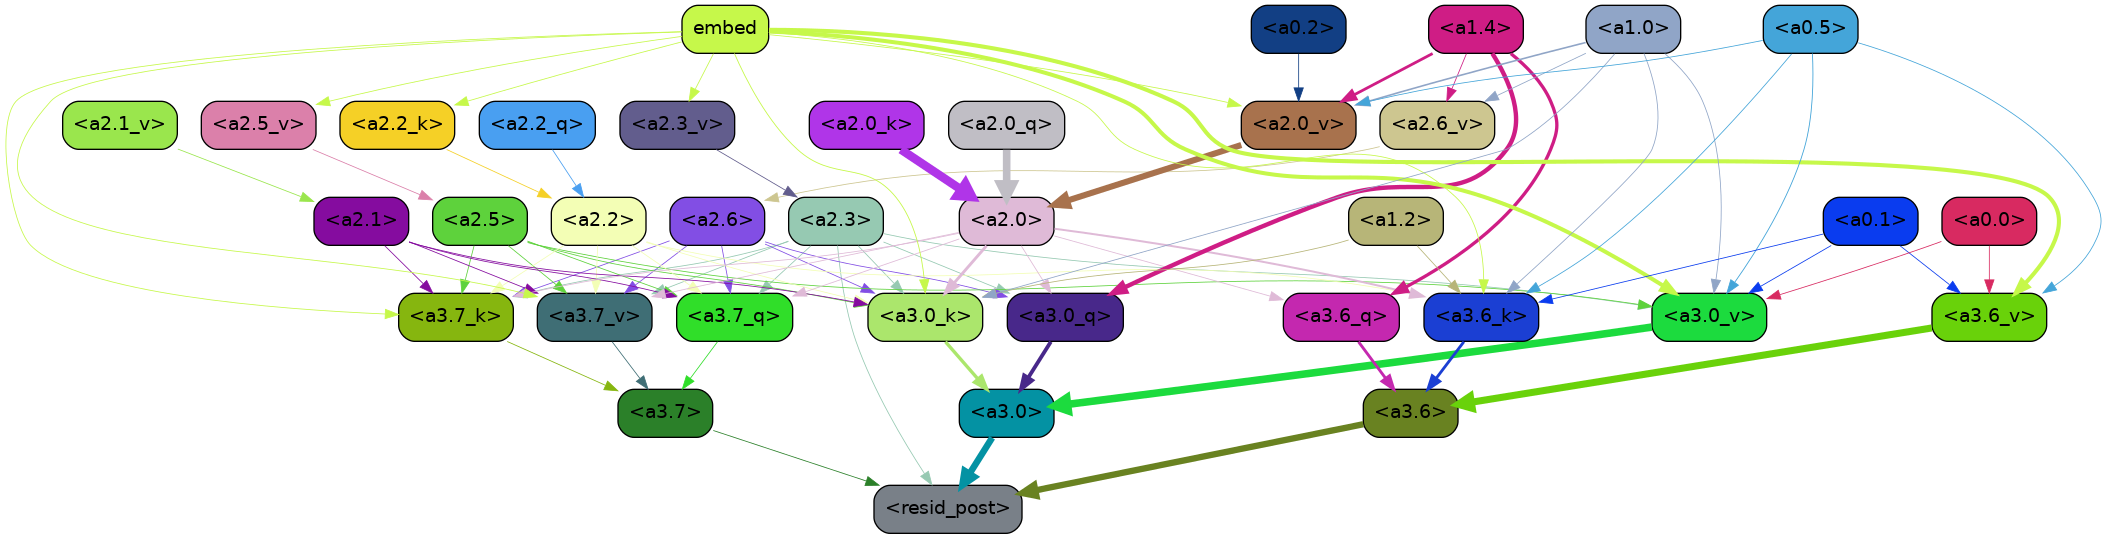 embed
<a0.2>
<a1.4>
<a1.0>
<a0.5>
<a2.1_v>
<a2.5_v>
<a2.2_k>
<a2.2_q>
<a2.3_v>
<a2.0_k>
<a2.0_q>
<a2.0_v>
<a2.6_v>
<a2.1>
<a2.5>
<a2.2>
<a2.6>
<a2.3>
<a2.0>
<a1.2>
<a0.1>
<a0.0>
<a3.7_k>
<a3.7_v>
<a3.7_q>
<a3.0_k>
<a3.0_q>
<a3.6_q>
<a3.6_k>
<a3.0_v>
<a3.6_v>
<a3.7>
<a3.0>
<a3.6>
<resid_post>